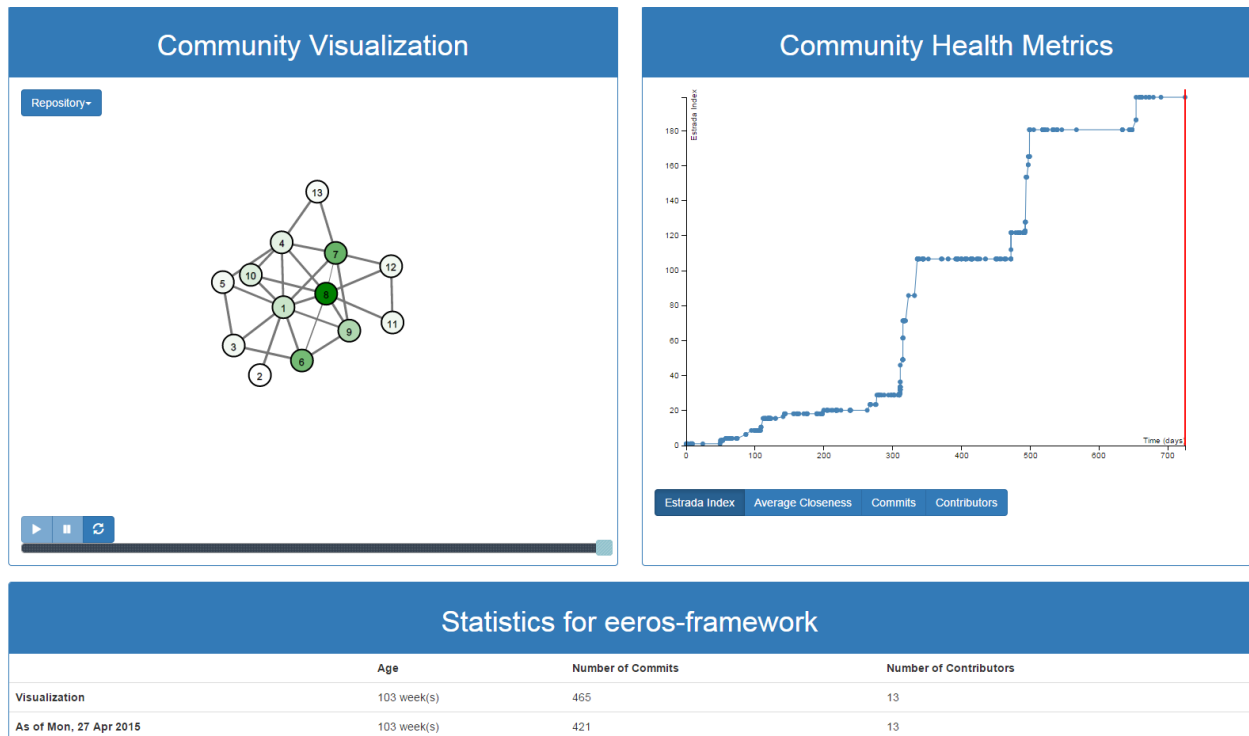 Community Visualization
Repository
13
4
7
10
12
5
8
1
11
9
3
6
2
Community Health Metrics
Estrada Index
180
160
140
120
100
80
60
40
20
0
Time (days)
0 100 200 300 400 500 600 700
Estrada Index Average Closeness Commits Contributors
Statistics for eeros-framework
Age Number of Commits Number of Contributors
Visualization 103 week(s) 465 13
As of Mon, 27 Apr 2015 103 week(s) 421 13